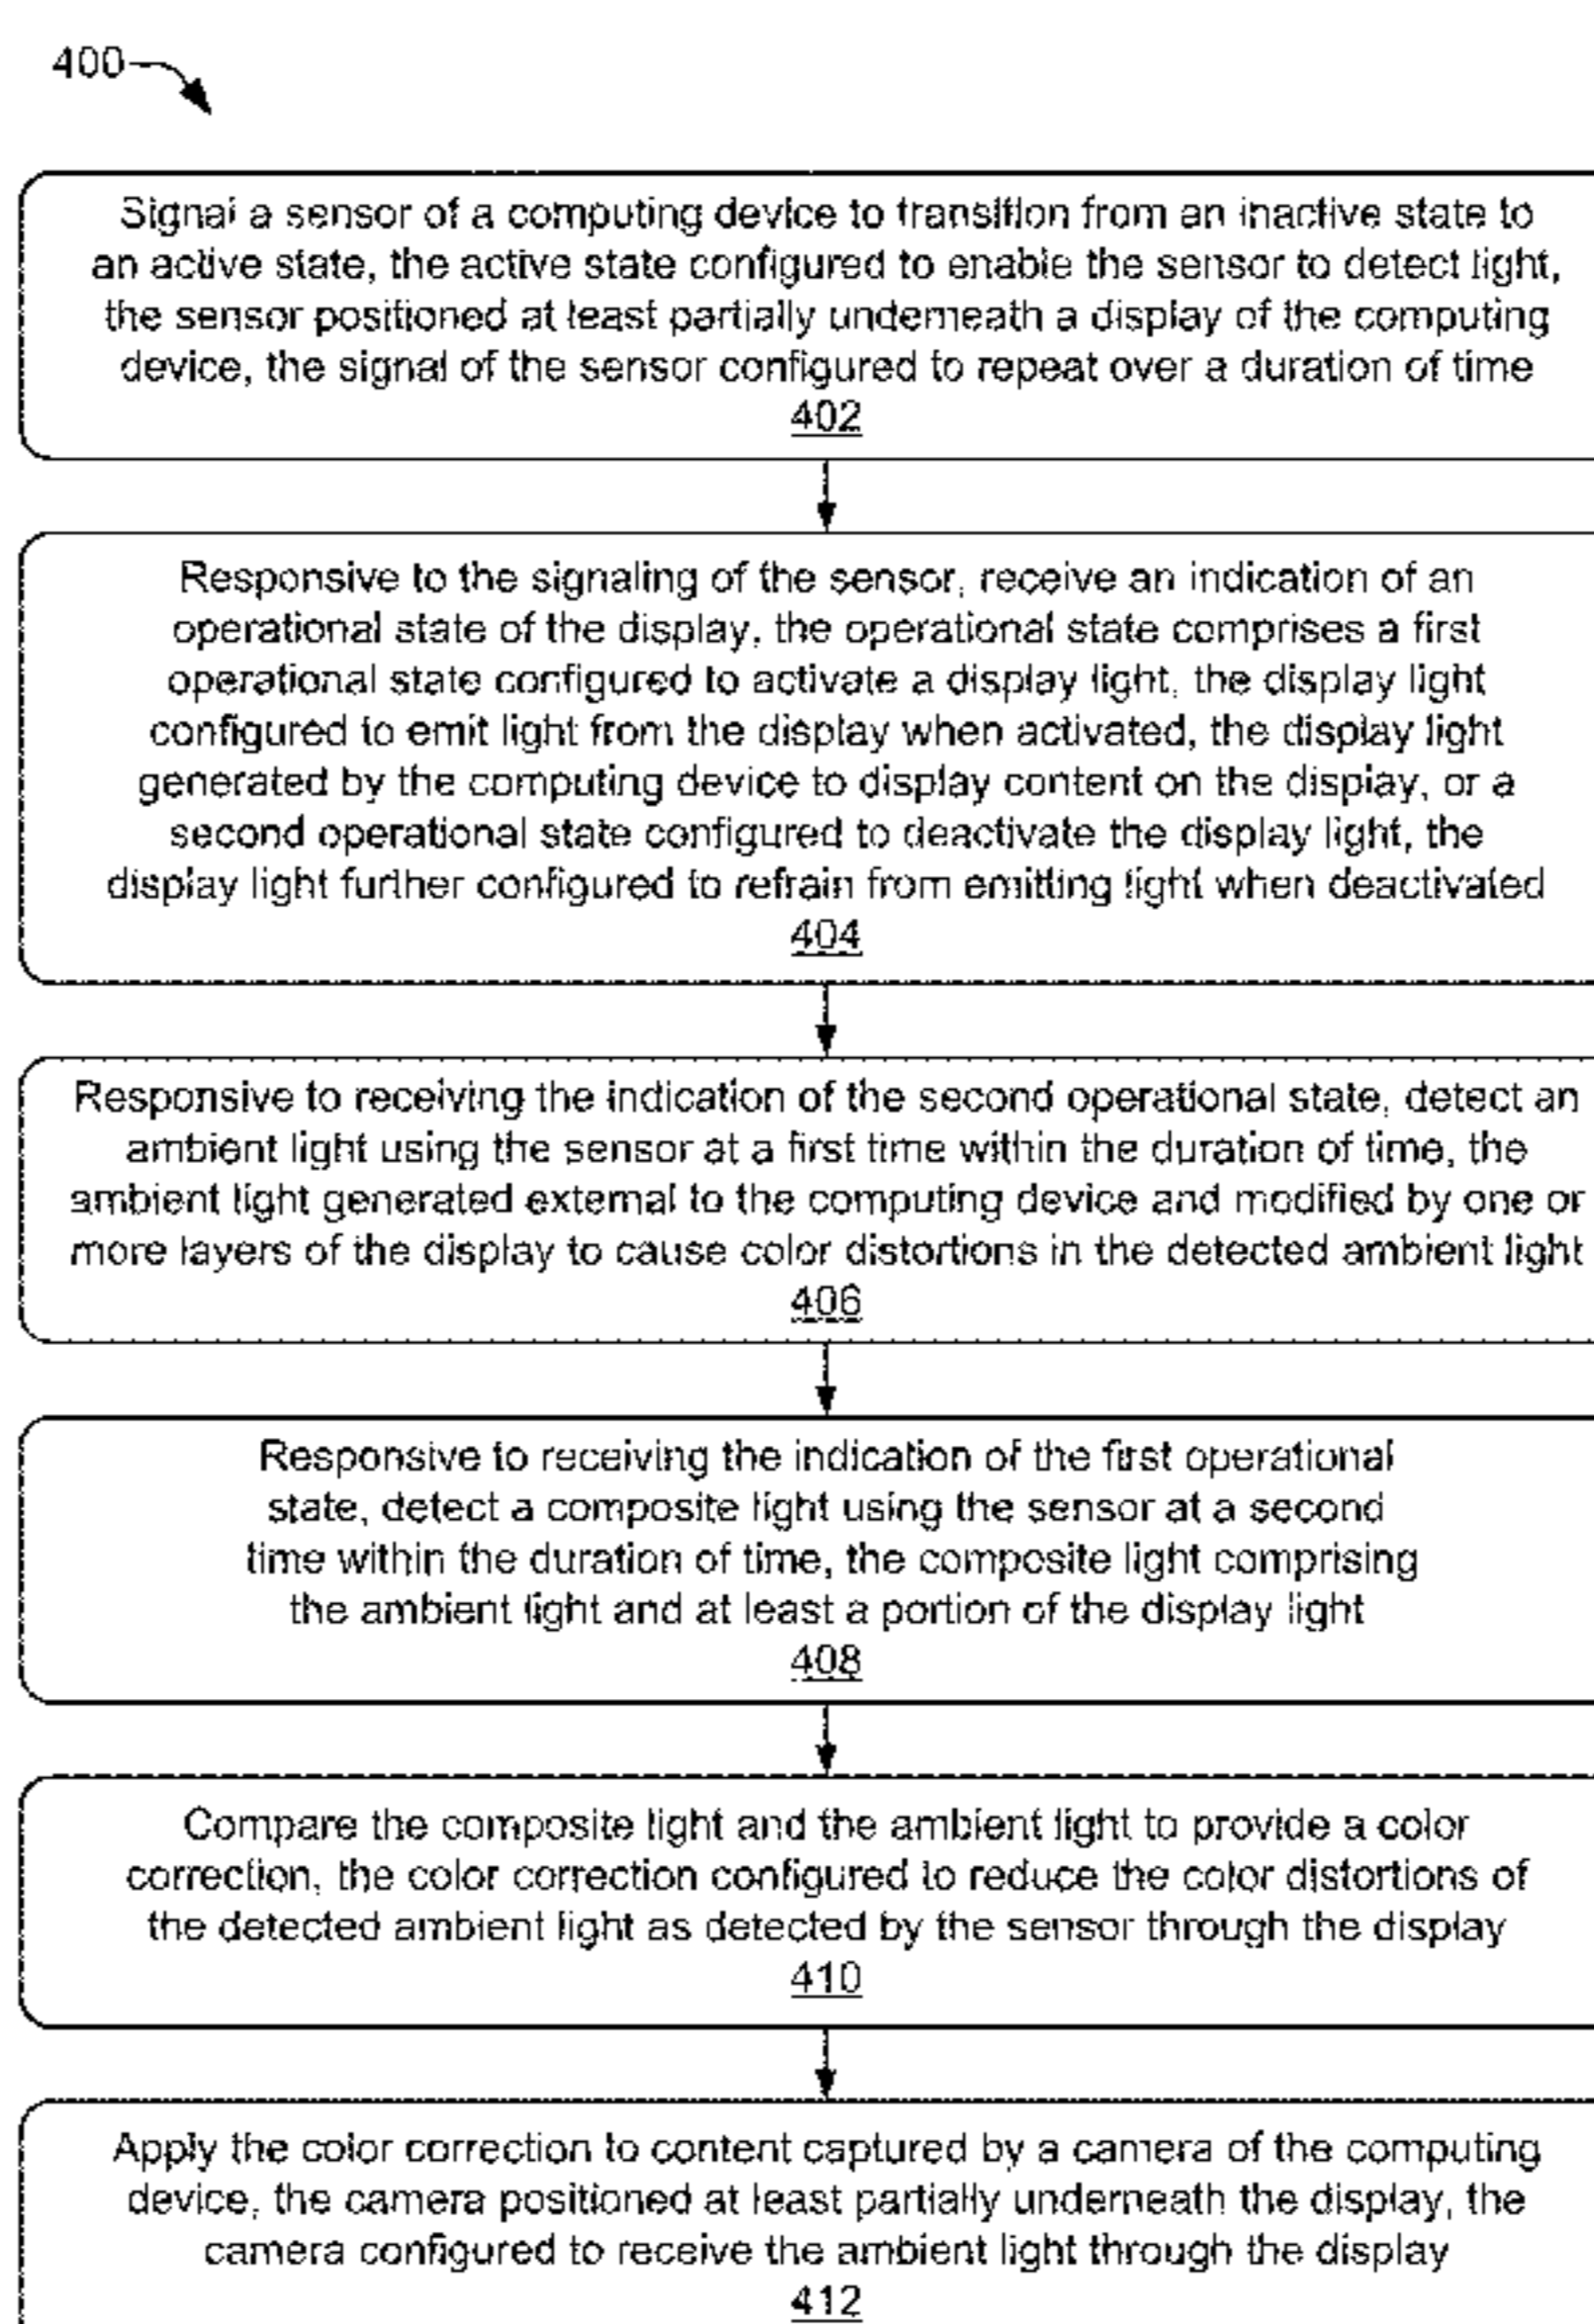 400
Signal a sensor of a computing device to transition from an inactive state to
an active state, the active state configured to enable the sensor to detect light,
the sensor positioned at least partially underneath a display of the computing
device, the signal of the sensor configured to repeat over a duration of time
402
Responsive to the signaling of the sensor, receive an indication of an
operational state of the display, the operational state comprises a first
operational state configured to activate a display light, the display light
configured to emit light from the display when activated, the display light
generated by the computing device to display content on the display, or a
second operational state configured to deactivate the display light, the
display light further configured to refrain from emitting light when deactivated
404
Responsive to receiving the indication of the second operational state, detect an
ambient light using the sensor at a first time within the duration of time, the
ambient light generated external to the computing device and modified by one or
more layers of the display to cause color distortions in the detected ambient light
406
Responsive to receiving the indication of the first operational
state, detect a composite light using the sensor at a second
time within the duration of time, the composite light comprising
the ambient light and at least a portion of the display light
408
Compare the composite light and the ambient light to provide a color
correction, the color correction configured to reduce the color distortions of
the detected ambient light as detected by the sensor through the display
410
Apply the color correction to content captured by a camera of the computing
device, the camera positioned at least partially underneath the display, the
camera configured to receive the ambient light through the display
412